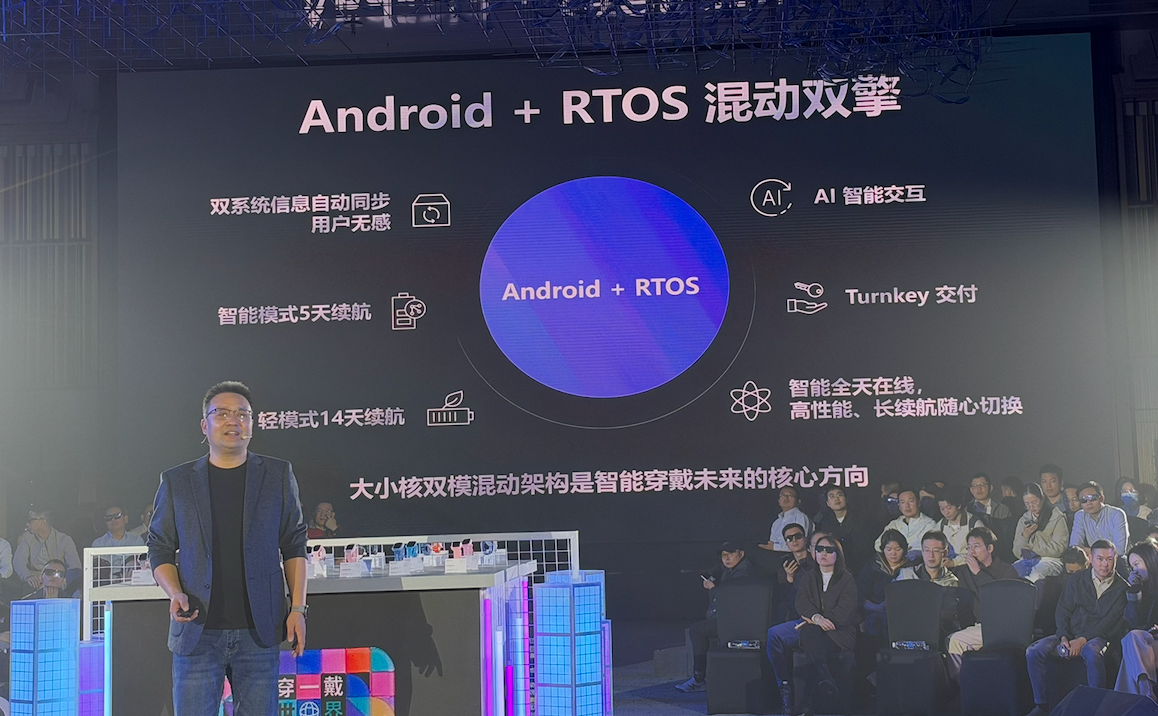 Android + RTOS 混动双擎
双系统信息自动同步
用户无感
智能模式5天续航
轻模式14天续航
Android + RTOS
AI
AI 智能交互
Turnkey 交付
智能全天在线，
高性能、长续航随心切换
大小核双模混动架构是智能穿戴未来的核心方向
穿一戴
世界